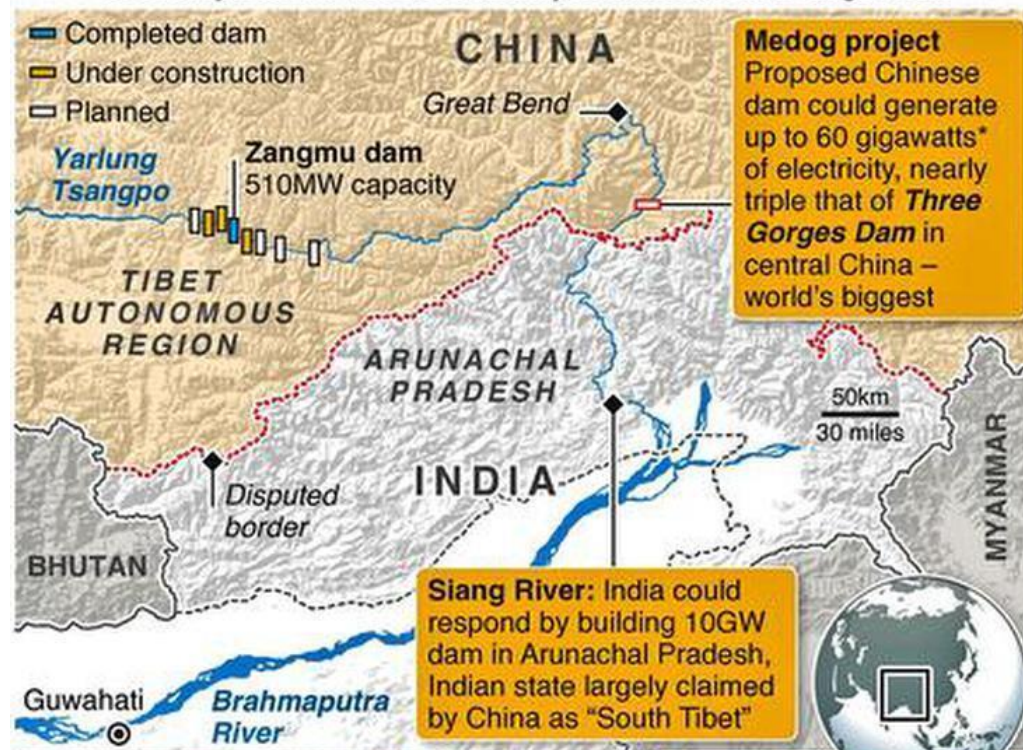 Completed dam
Under construction
Planned
CHINA
Great Bend
Yarlung
Tsangpo
Zangmu dam
510MW capacity
Medog project
Proposed Chinese
dam could generate
up to 60 gigawatts*
of electricity, nearly
triple that of Three
Gorges Dam in
central China –
world's biggest
TIBET
AUTONOMOUS
REGION
ARUNACHAL
PRADESH
50km
30 miles
INDIA
Disputed
border
BHUTAN
MYANMAR
Siang River: India could
respond by building 10GW
dam in Arunachal Pradesh,
Indian state largely claimed
by China as “South Tibet”
Guwahati
Brahmaputra
River